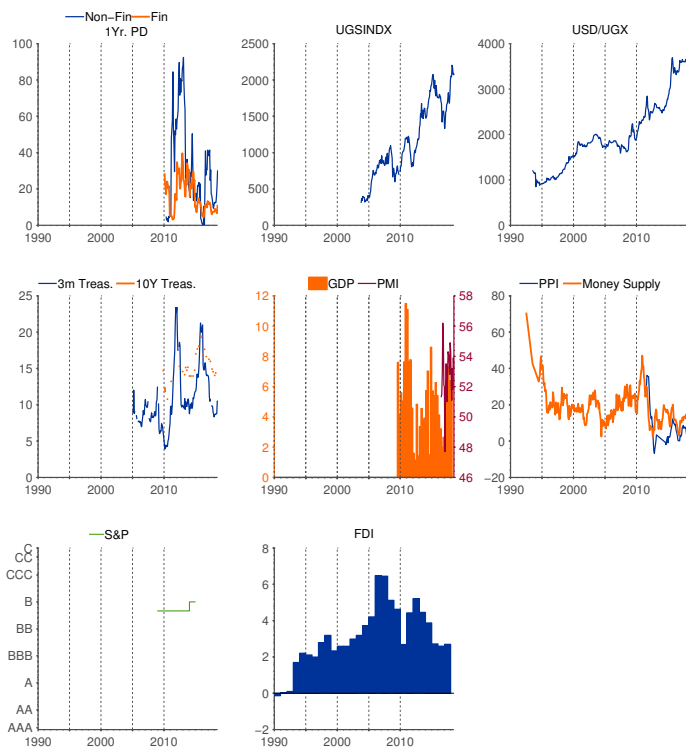 Non-Fin Fin
1Yr. PD
100
80
60
40
20
0
1990 2000 2010
UGSINDX
2500
2000
1500
1000
500
0
1990 2000 2010
USD/UGX
4000
3000
2000
1000
0
1990 2000 2010
3m Treas. 10Y Treas.
25
20
15
10
5
0
1990 2000 2010
GDP PMI
12 58
10 56
8 54
6 52
4 50
2 48
0 46
1990 2000 2010
PPI Money Supply
80
60
40
20
0
-20
1990 2000 2010
S&P
C
CC
CCC
B
BB
BBB
A
AA
AAA
1990 2000 2010
FDI
8
6
4
2
0
-2
1990 2000 2010